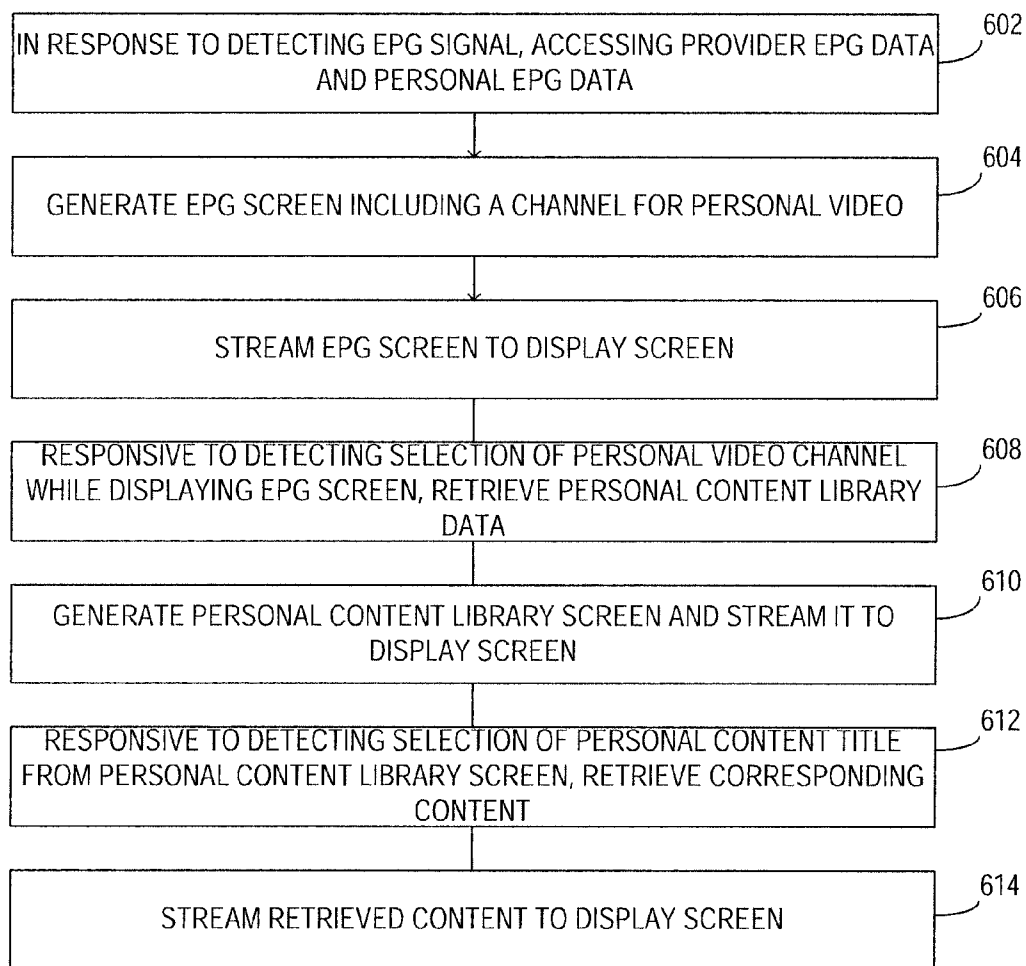 IN RESPONSE TO DETECTING EPG SIGNAL, ACCESSING PROVIDER EPG DATA
AND PERSONAL EPG DATA
602
GENERATE EPG SCREEN INCLUDING A CHANNEL FOR PERSONAL VIDEO
604
STREAM EPG SCREEN TO DISPLAY SCREEN
606
RESPONSIVE TO DETECTING SELECTION OF PERSONAL VIDEO CHANNEL
WHILE DISPLAYING EPG SCREEN, RETRIEVE PERSONAL CONTENT LIBRARY
DATA
608
GENERATE PERSONAL CONTENT LIBRARY SCREEN AND STREAM IT TO
DISPLAY SCREEN
610
RESPONSIVE TO DETECTING SELECTION OF PERSONAL CONTENT TITLE
FROM PERSONAL CONTENT LIBRARY SCREEN, RETRIEVE CORRESPONDING
CONTENT
612
STREAM RETRIEVED CONTENT TO DISPLAY SCREEN
614